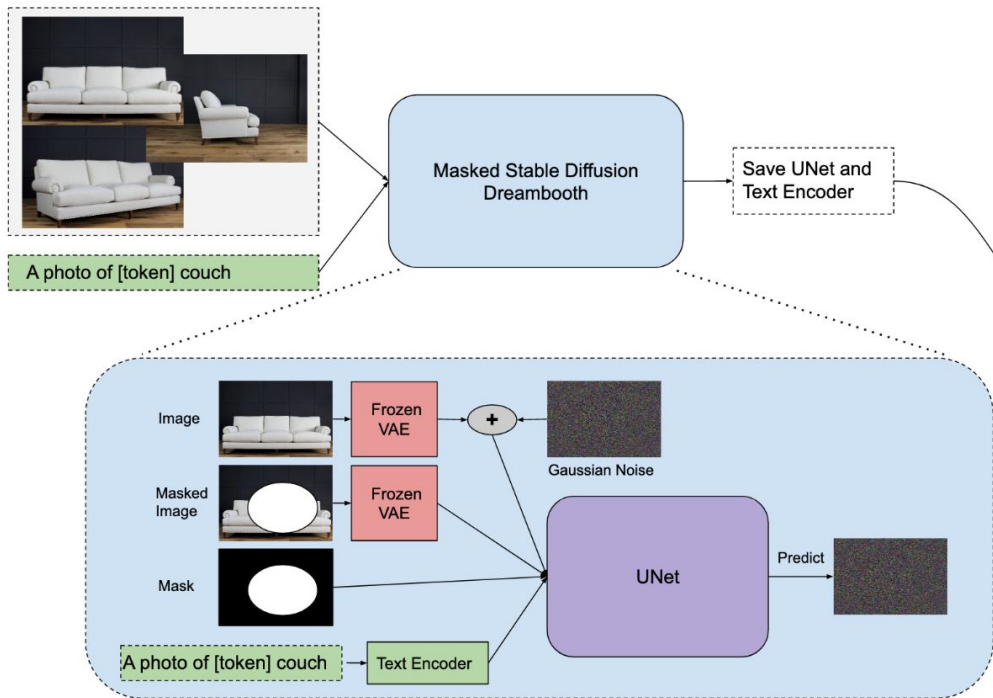 Masked Stable Diffusion
Dreambooth
Save UNet and
Text Encoder
A photo of [token] couch
Image
Frozen
VAE
+
Gaussian Noise
Masked
Image
Frozen
VAE
UNet
Predict
Mask
A photo of [token] couch
Text Encoder